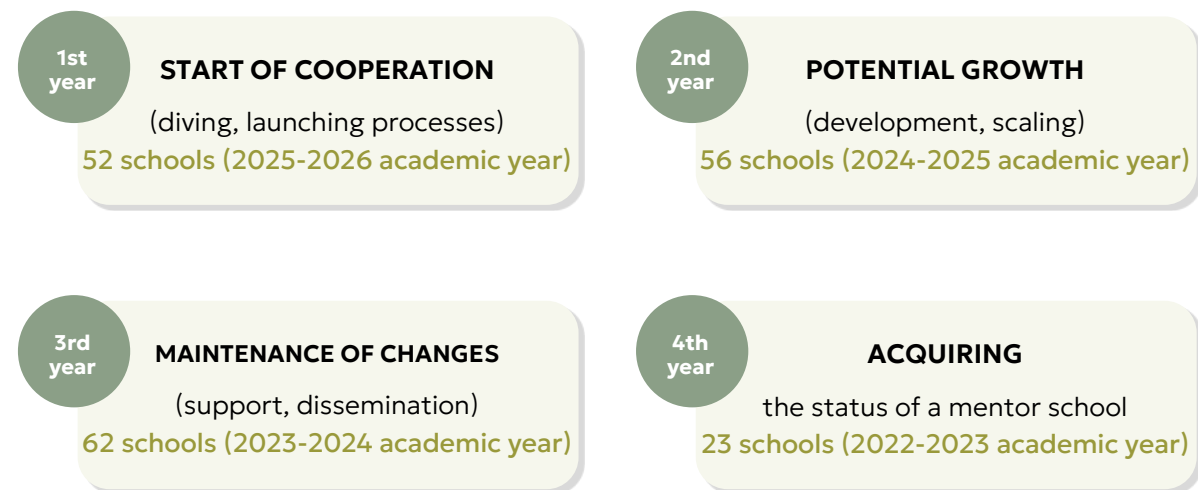 1st
year
START OF COOPERATION
(diving, launching processes)
52 schools (2025-2026 academic year)
2nd
year
POTENTIAL GROWTH
(development, scaling)
56 schools (2024-2025 academic year)
3rd
year
MAINTENANCE OF CHANGES
(support, dissemination)
62 schools (2023-2024 academic year)
4th
year
ACQUIRING
the status of a mentor school
23 schools (2022-2023 academic year)